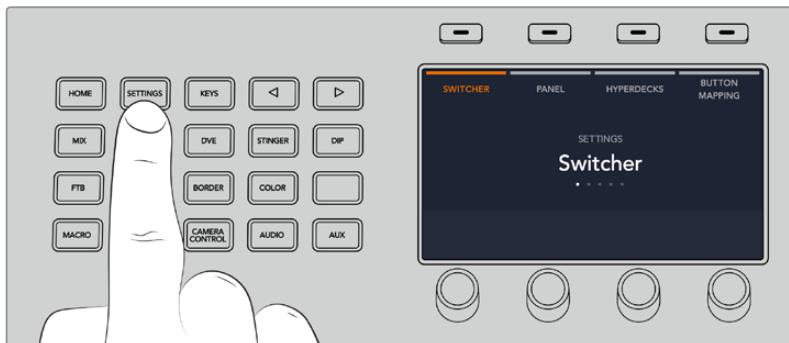 SWITCHER PANEL HYPERDECKS BUTTON MAPPING
HOME SETTINGS KEYS
SETTINGS
MIX DVE STINGER DIP
Switcher
FTB BORDER COLOR
MACRO CAMERA CONTROL AUDIO AUX